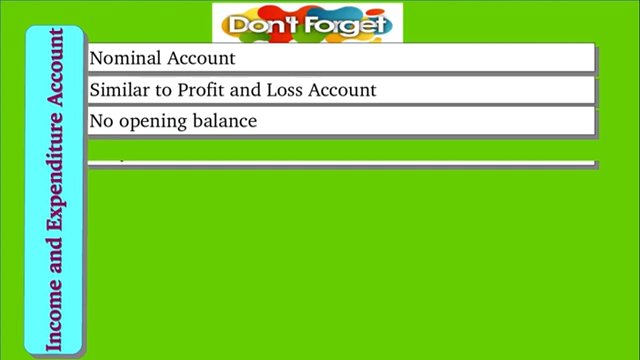 Don't Forget
Income and Expenditure Account
Nominal Account
Similar to Profit and Loss Account
No opening balance